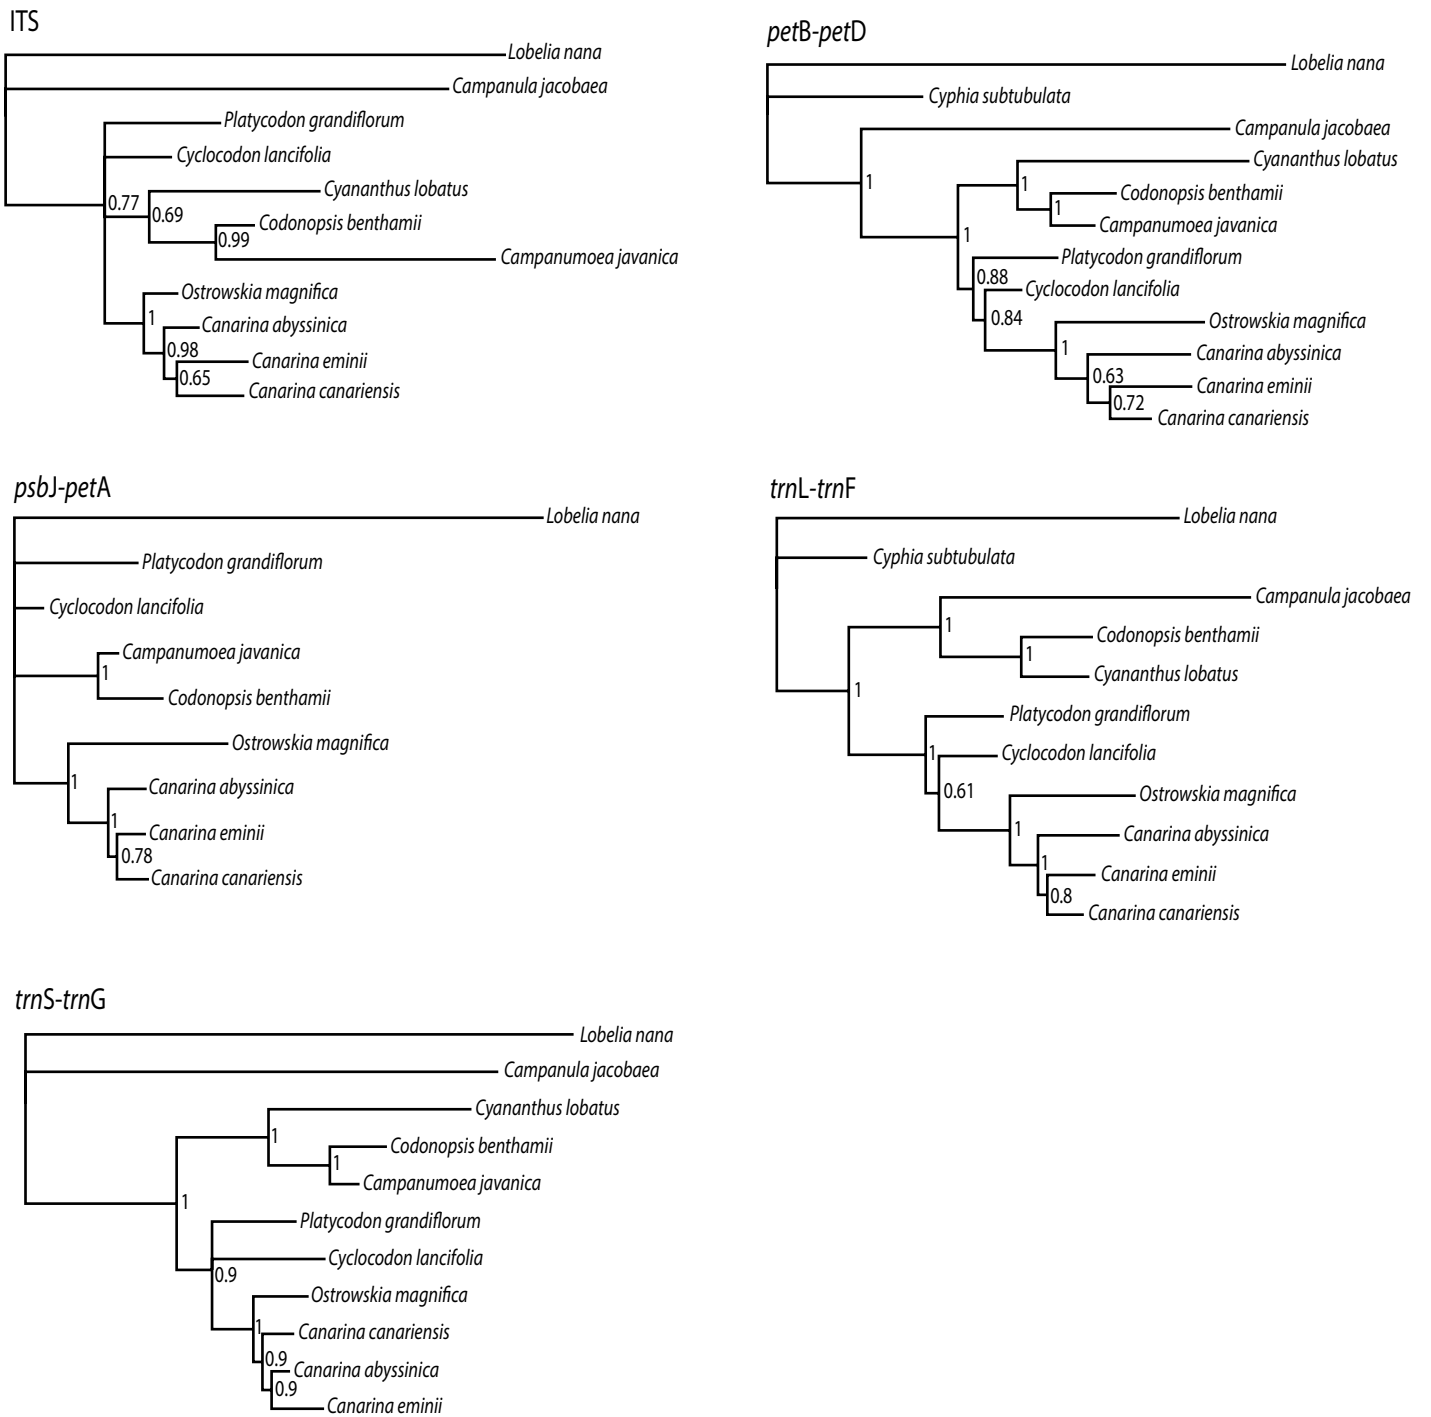 ITS
Lobelia nana
Campanula jacobaea
Platycodon grandiflorum
Cyclocodon lancifolia
0.77
Cyananthus lobatus
0.69
Codonopsis benthamii
0.99
Campanumoea javanica
Ostrowskia magnifica
1
Canarina abyssinica
0.98
Canarina eminii
0.65
Canarina canariensis
petB-petD
Lobelia nana
Cyphia subtubulata
Campanula jacobaea
Cyananthus lobatus
1
1
Codonopsis benthamii
1
Campanumoea javanica
1
Platycodon grandiflorum
0.88
Cyclocodon lancifolia
0.84
Ostrowskia magnifica
1
Canarina abyssinica
0.63
Canarina eminii
0.72
Canarina canariensis
psbJ-petA
Lobelia nana
Platycodon grandiflorum
Cyclocodon lancifolia
Campanumoea javanica
1
Codonopsis benthamii
Ostrowskia magnifica
1
Canarina abyssinica
1
Canarina eminii
0.78
Canarina canariensis
trnL-trnF
Lobelia nana
Cyphia subtubulata
Campanula jacobaea
1
Codonopsis benthamii
1
Cyananthus lobatus
1
Platycodon grandiflorum
1
Cyclocodon lancifolia
0.61
Ostrowskia magnifica
1
Canarina abyssinica
1
Canarina eminii
0.8
Canarina canariensis
trnS-trnG
Lobelia nana
Campanula jacobaea
Cyananthus lobatus
1
Codonopsis benthamii
1
Campanumoea javanica
1
Platycodon grandiflorum
Cyclocodon lancifolia
0.9
Ostrowskia magnifica
1
Canarina canariensis
0.9
Canarina abyssinica
0.9
Canarina eminii